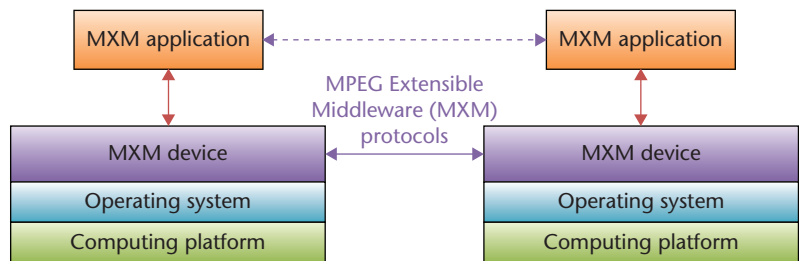 MXM application
MXM application
MPEG Extensible
Middleware (MXM)
protocols
MXM device
MXM device
Operating system
Operating system
Computing platform
Computing platform